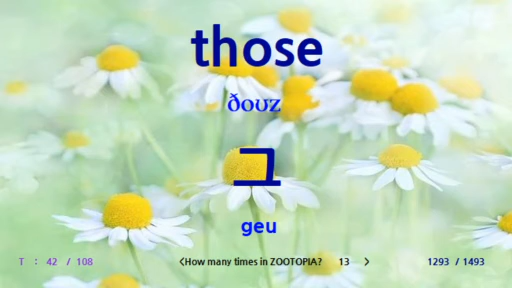 those
ðoʊz
그
geu
T : 42 / 108 <How many times in ZOOTOPIA? 13 > 1293 / 1493